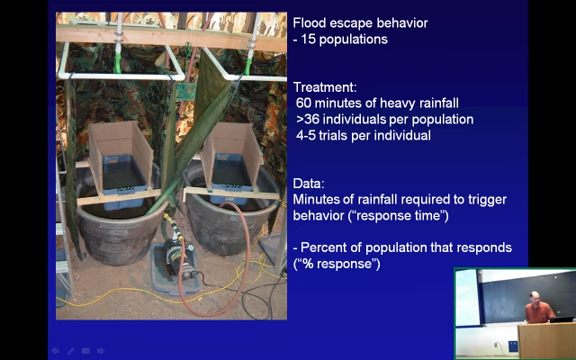 Flood escape behavior
- 15 populations
Treatment:
60 minutes of heavy rainfall
>36 individuals per population
4-5 trials per individual
Data:
Minutes of rainfall required to trigger
behavior (“response time”)
- Percent of population that responds
(“% response”)